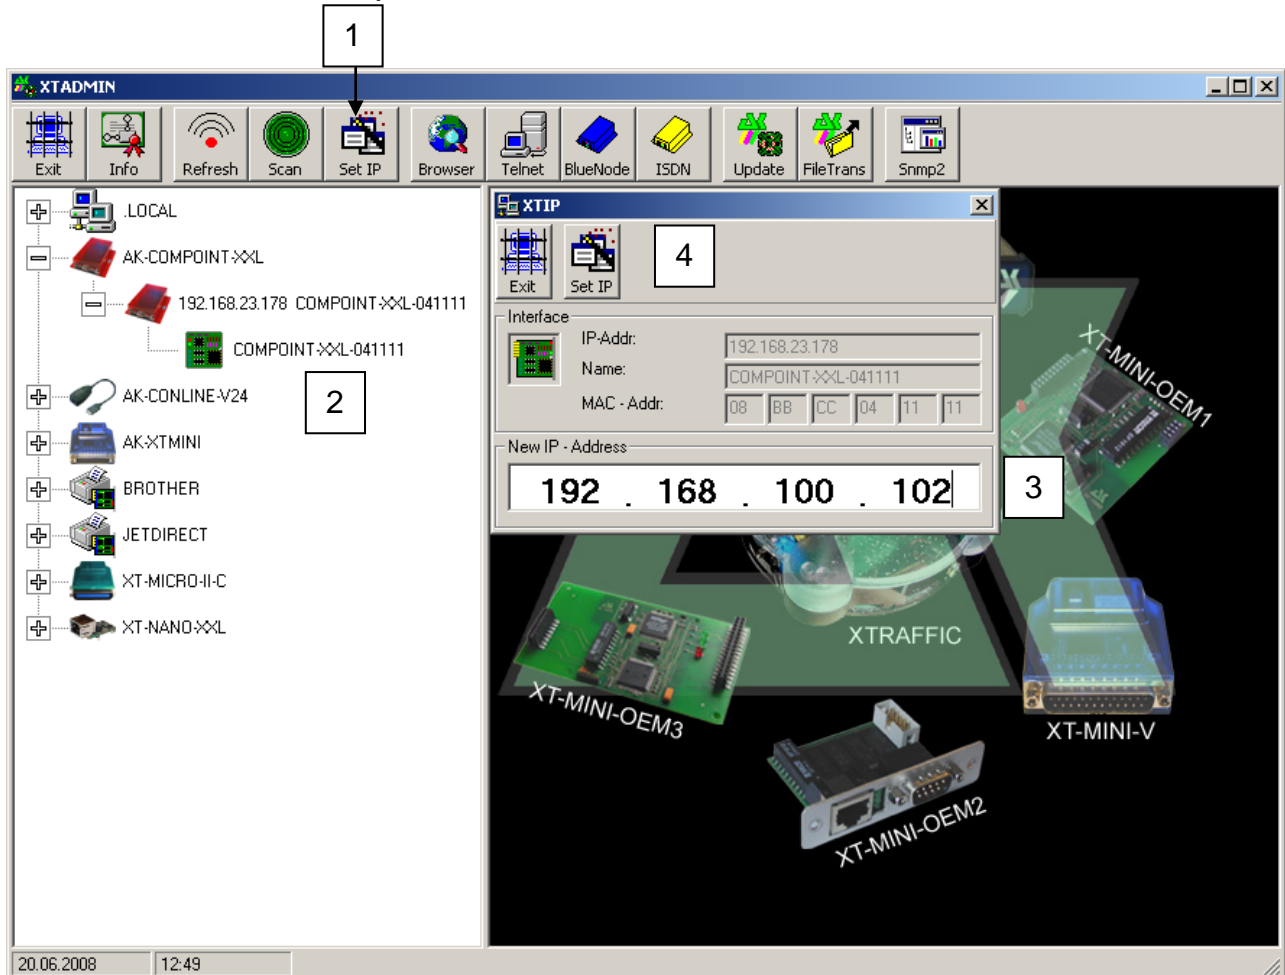 1
XTADMIN
Exit Info Refresh Scan Set IP Browser Telnet BlueNode ISDN Update FileTrans Snmp2
.LOCAL
AK-COMPOINT-XXL
192.168.23.178 COMPOINT-XXL-041111
COMPOINT-XXL-041111
2
AK-CONLINE-V24
AK-XTMINI
BROTHER
JETDIRECT
XT-MICRO-II-C
XT-NANO-XXL
XTIP
4
Exit Set IP
Interface
IP-Addr: 192.168.23.178
Name: COMPOINT-XXL-041111
MAC - Addr: 08 BB CC 04 11 11
New IP - Address
192 . 168 . 100 . 102
3
XT-MINI-OEM1
XTRAFFIC
XT-MINI-OEM3
XT-MINI-V
XT-MINI-OEM2
20.06.2008 12:49